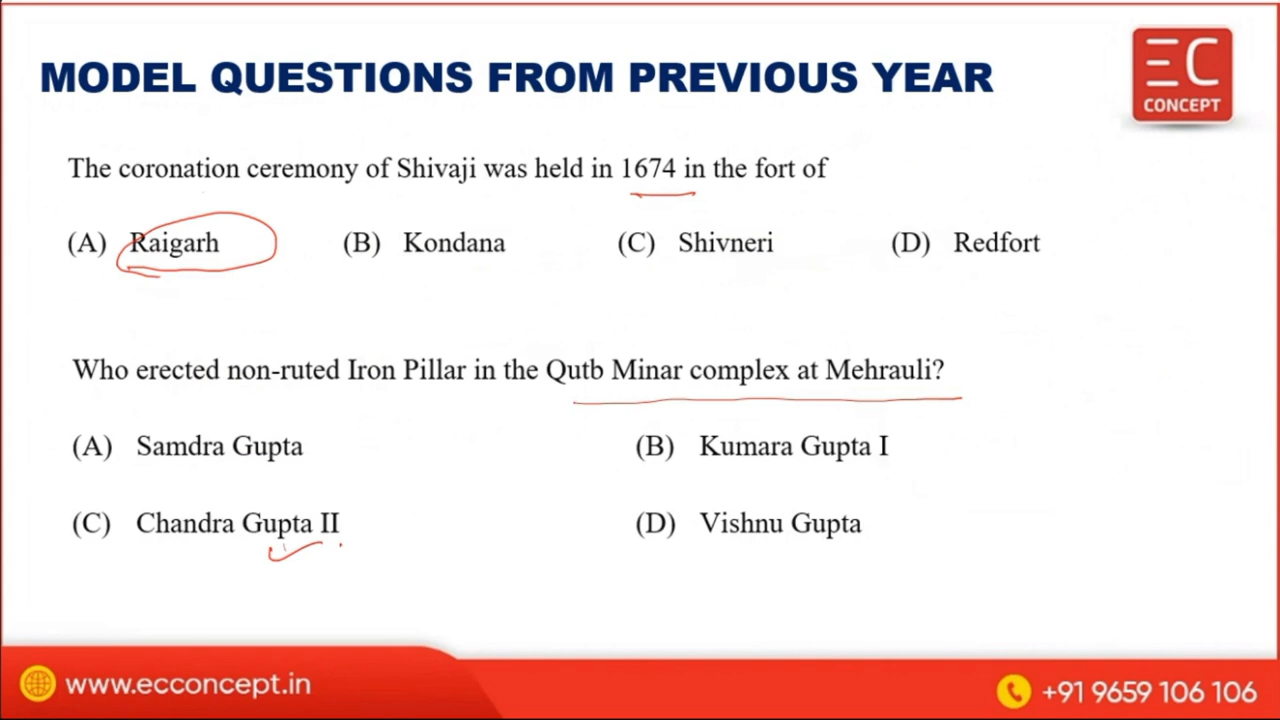 MODEL QUESTIONS FROM PREVIOUS YEAR
EC
CONCEPT
The coronation ceremony of Shivaji was held in 1674 in the fort of
(A) Raigarh (B) Kondana (C) Shivneri (D) Redfort
Who erected non-ruted Iron Pillar in the Qutb Minar complex at Mehrauli?
(A) Samdra Gupta (B) Kumara Gupta I
(C) Chandra Gupta II (D) Vishnu Gupta
www.ecconcept.in +91 9659 106 106